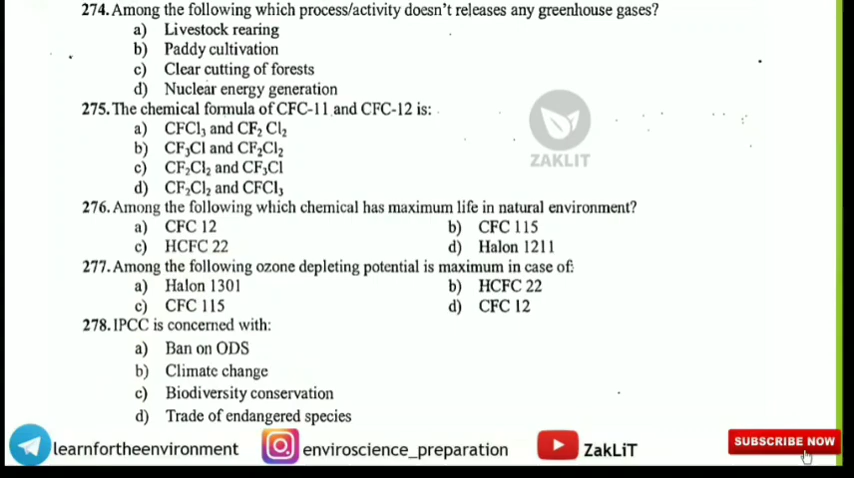 274. Among the following which process/activity doesn't releases any greenhouse gases?
a) Livestock rearing
b) Paddy cultivation
c) Clear cutting of forests
d) Nuclear energy generation
275. The chemical formula of CFC-11 and CFC-12 is:
a) CFCl₃ and CF₂ Cl₂
b) CF₃Cl and CF₂Cl₂
c) CF₂Cl₂ and CF₃Cl
d) CF₂Cl₂ and CFCl₃
ZAKLIT
276. Among the following which chemical has maximum life in natural environment?
a) CFC 12 b) CFC 115
c) HCFC 22 d) Halon 1211
277. Among the following ozone depleting potential is maximum in case of:
a) Halon 1301 b) HCFC 22
c) CFC 115 d) CFC 12
278. IPCC is concerned with:
a) Ban on ODS
b) Climate change
c) Biodiversity conservation
d) Trade of endangered species
learnfortheenvironment enviroscience_preparation ZakLiT SUBSCRIBE NOW